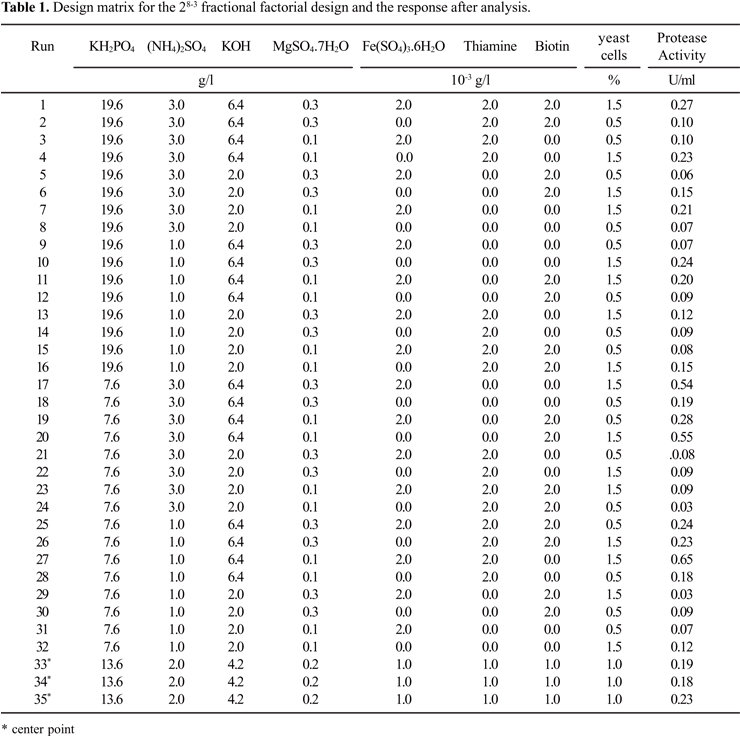 Table 1. Design matrix for the 2⁸⁻³ fractional factorial design and the response after analysis.
Run KH₂PO₄ (NH₄)₂SO₄ KOH MgSO₄.7H₂O Fe(SO₄)₃.6H₂O Thiamine Biotin yeast cells Protease Activity
g/l 10⁻³ g/l % U/ml
1 19.6 3.0 6.4 0.3 2.0 2.0 2.0 1.5 0.27
2 19.6 3.0 6.4 0.3 0.0 2.0 2.0 0.5 0.10
3 19.6 3.0 6.4 0.1 2.0 2.0 0.0 0.5 0.10
4 19.6 3.0 6.4 0.1 0.0 2.0 0.0 1.5 0.23
5 19.6 3.0 2.0 0.3 2.0 0.0 2.0 0.5 0.06
6 19.6 3.0 2.0 0.3 0.0 0.0 2.0 1.5 0.15
7 19.6 3.0 2.0 0.1 2.0 0.0 0.0 1.5 0.21
8 19.6 3.0 2.0 0.1 0.0 0.0 0.0 0.5 0.07
9 19.6 1.0 6.4 0.3 2.0 0.0 0.0 0.5 0.07
10 19.6 1.0 6.4 0.3 0.0 0.0 0.0 1.5 0.24
11 19.6 1.0 6.4 0.1 2.0 0.0 2.0 1.5 0.20
12 19.6 1.0 6.4 0.1 0.0 0.0 2.0 0.5 0.09
13 19.6 1.0 2.0 0.3 2.0 2.0 0.0 1.5 0.12
14 19.6 1.0 2.0 0.3 0.0 2.0 0.0 0.5 0.09
15 19.6 1.0 2.0 0.1 2.0 2.0 2.0 0.5 0.08
16 19.6 1.0 2.0 0.1 0.0 2.0 2.0 1.5 0.15
17 7.6 3.0 6.4 0.3 2.0 0.0 0.0 1.5 0.54
18 7.6 3.0 6.4 0.3 0.0 0.0 0.0 0.5 0.19
19 7.6 3.0 6.4 0.1 2.0 0.0 2.0 0.5 0.28
20 7.6 3.0 6.4 0.1 0.0 0.0 2.0 1.5 0.55
21 7.6 3.0 2.0 0.3 2.0 2.0 0.0 0.5 .0.08
22 7.6 3.0 2.0 0.3 0.0 2.0 0.0 1.5 0.09
23 7.6 3.0 2.0 0.1 2.0 2.0 2.0 1.5 0.09
24 7.6 3.0 2.0 0.1 0.0 2.0 2.0 0.5 0.03
25 7.6 1.0 6.4 0.3 2.0 2.0 2.0 0.5 0.24
26 7.6 1.0 6.4 0.3 0.0 2.0 2.0 1.5 0.23
27 7.6 1.0 6.4 0.1 2.0 2.0 0.0 1.5 0.65
28 7.6 1.0 6.4 0.1 0.0 2.0 0.0 0.5 0.18
29 7.6 1.0 2.0 0.3 2.0 0.0 2.0 1.5 0.03
30 7.6 1.0 2.0 0.3 0.0 0.0 2.0 0.5 0.09
31 7.6 1.0 2.0 0.1 2.0 0.0 0.0 0.5 0.07
32 7.6 1.0 2.0 0.1 0.0 0.0 0.0 1.5 0.12
33* 13.6 2.0 4.2 0.2 1.0 1.0 1.0 1.0 0.19
34* 13.6 2.0 4.2 0.2 1.0 1.0 1.0 1.0 0.18
35* 13.6 2.0 4.2 0.2 1.0 1.0 1.0 1.0 0.23
* center point